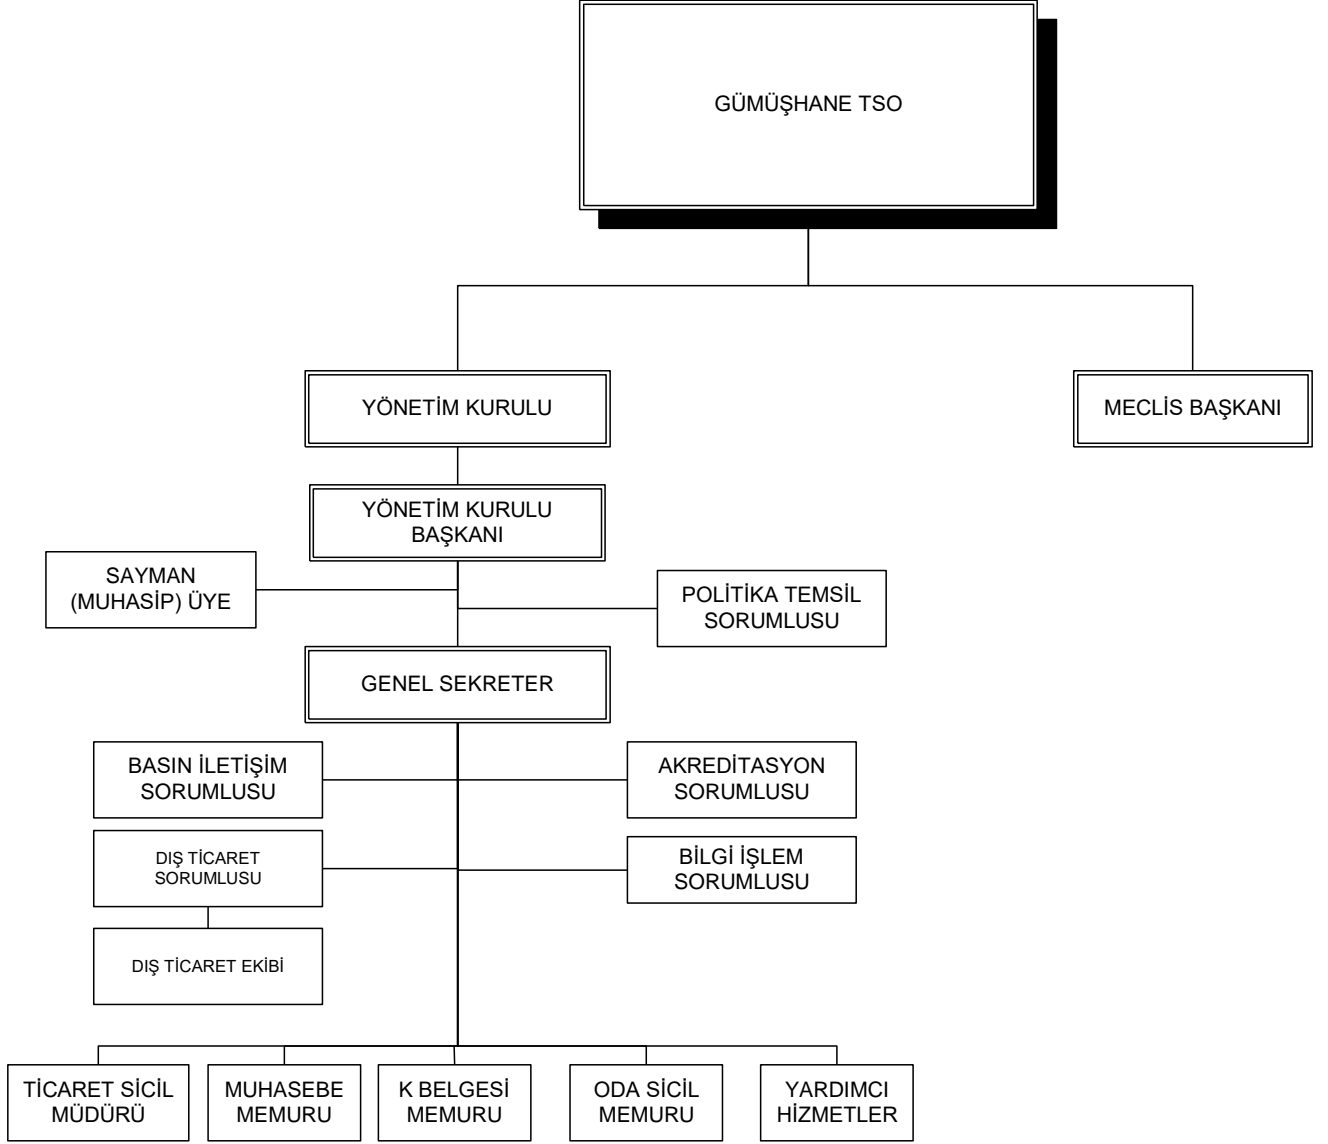 GÜMÜŞHANE TSO
YÖNETİM KURULU
MECLİS BAŞKANI
YÖNETİM KURULU
BAŞKANI
SAYMAN
(MUHASİP) ÜYE
POLİTİKA TEMSİL
SORUMLUSU
GENEL SEKRETER
BASIN İLETİŞİM
SORUMLUSU
AKREDİTASYON
SORUMLUSU
DIŞ TİCARET
SORUMLUSU
BİLGİ İŞLEM
SORUMLUSU
DIŞ TİCARET EKİBİ
TİCARET SİCİL
MÜDÜRÜ
MUHASEBE
MEMURU
K BELGESİ
MEMURU
ODA SİCİL
MEMURU
YARDIMCI
HİZMETLER